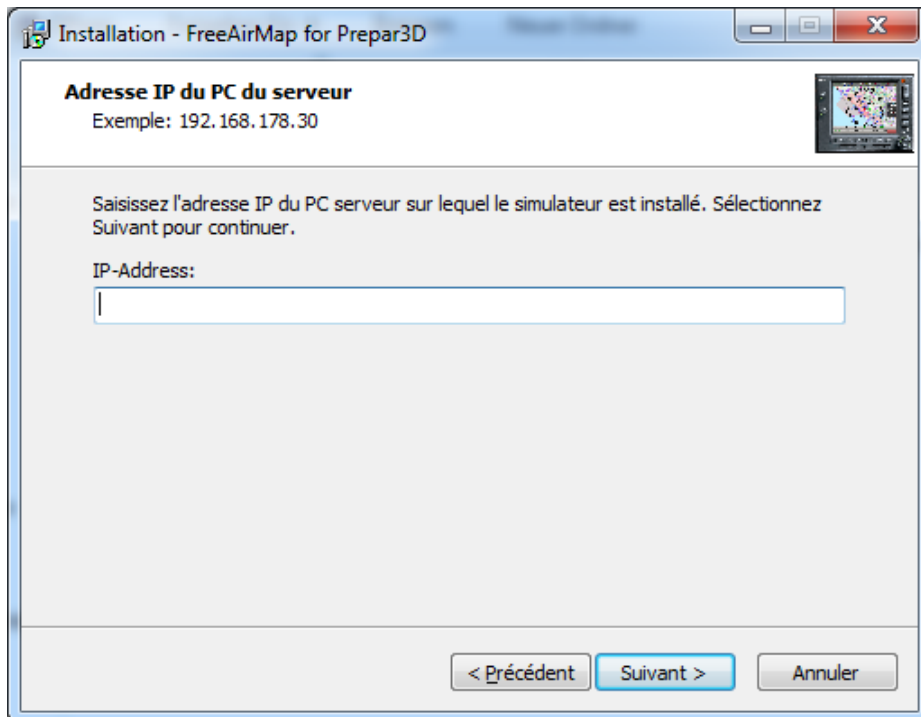 Installation - FreeAirMap for Prepar3D
Adresse IP du PC du serveur
Exemple: 192.168.178.30
Saisissez l'adresse IP du PC serveur sur lequel le simulateur est installé. Sélectionnez
Suivant pour continuer.
IP-Address:
< Précédent
Suivant >
Annuler